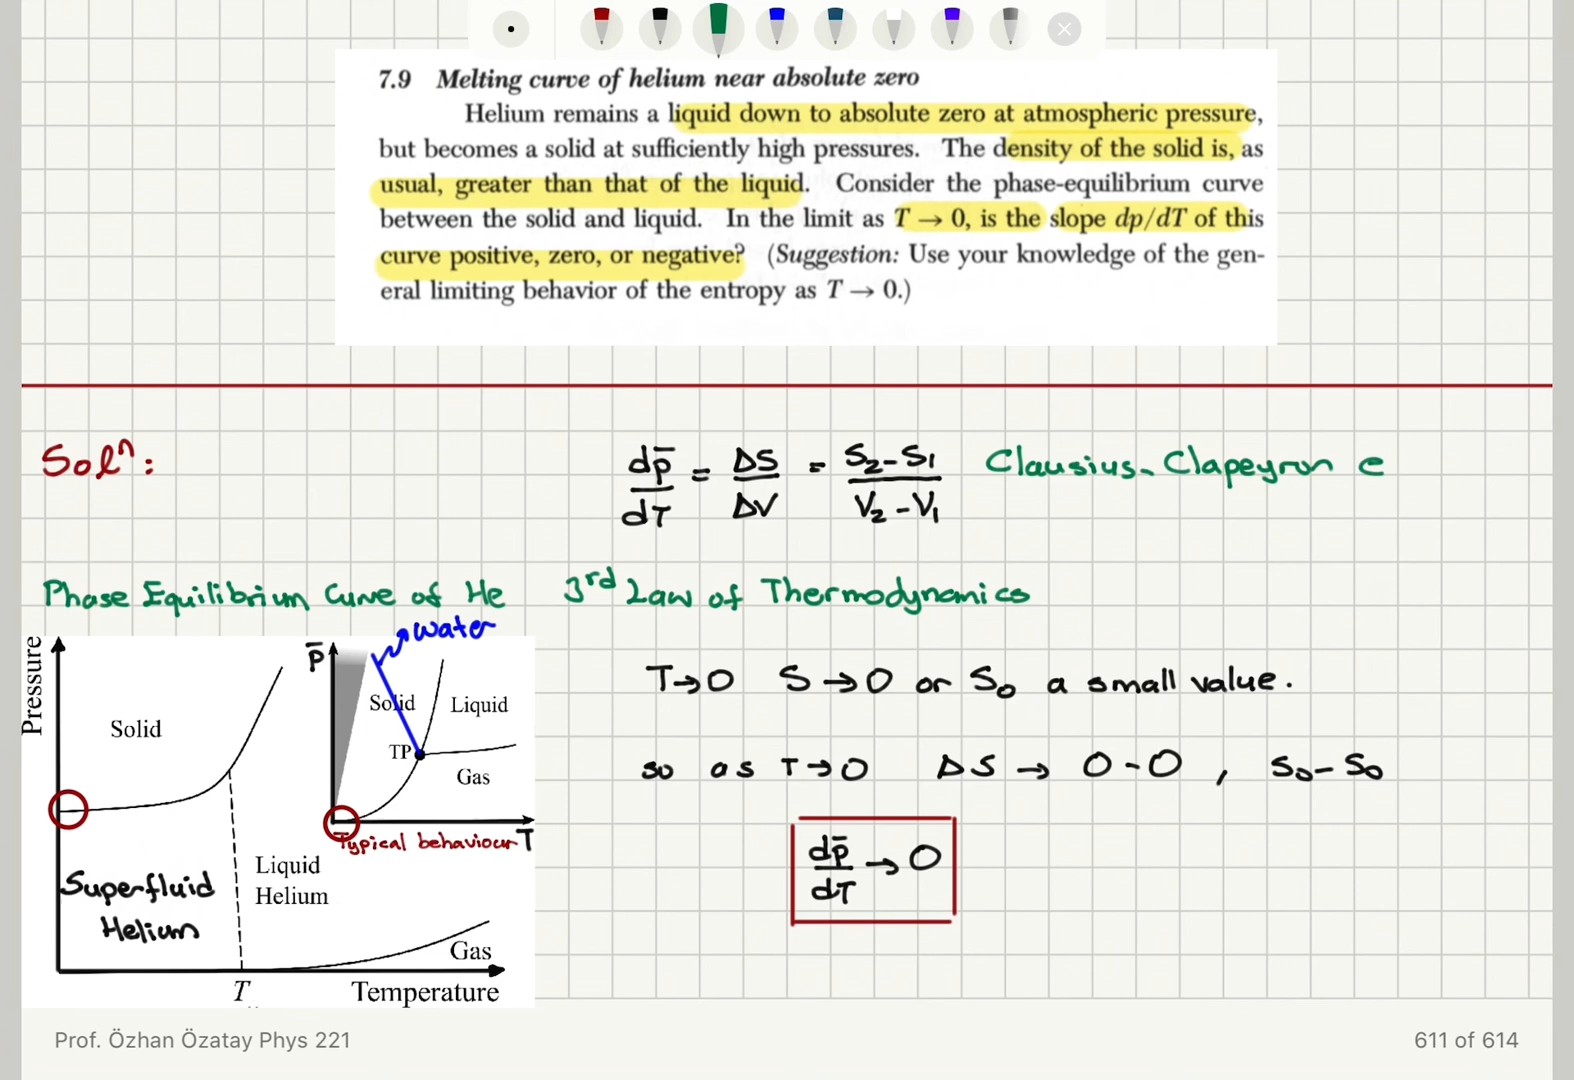 7.9 Melting curve of helium near absolute zero
Helium remains a liquid down to absolute zero at atmospheric pressure,
but becomes a solid at sufficiently high pressures. The density of the solid is, as
usual, greater than that of the liquid. Consider the phase-equilibrium curve
between the solid and liquid. In the limit as T → 0, is the slope dp/dT of this
curve positive, zero, or negative? (Suggestion: Use your knowledge of the gen-
eral limiting behavior of the entropy as T → 0.)
Solⁿ:
dp̄/dT = ΔS/ΔV = S₂-S₁/V₂-V₁ Clausius-Clapeyron e
Phase Equilibrium Curve of He
3rd Law of Thermodynamics
water
Pressure
p̄
Solid
Solid
Liquid
TP
Gas
T
Typical behaviour
Superfluid
Helium
Liquid
Helium
Gas
T
Temperature
T→0 S→0 or S₀ a small value.
so as T→0 ΔS → 0-0 , S₀-S₀
dp̄/dT → 0
Prof. Özhan Özatay Phys 221
611 of 614